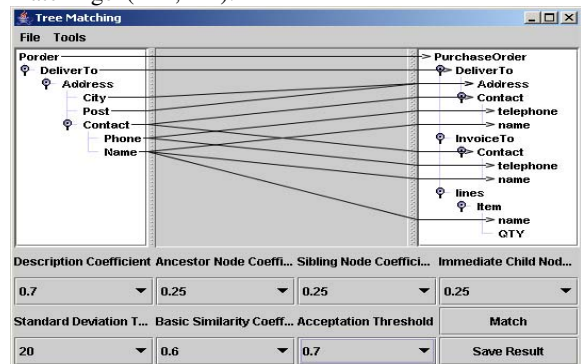 Tree Matching
File Tools
Porder
DeliverTo
Address
City
Post
Contact
Phone
Name
PurchaseOrder
DeliverTo
Address
Contact
telephone
name
InvoiceTo
Contact
telephone
name
lines
Item
name
QTY
Description Coefficient Ancestor Node Coeffi... Sibling Node Coeffici... Immediate Child Nod...
0.7 0.25 0.25 0.25
Standard Deviation T... Basic Similarity Coeff... Acceptation Threshold Match
20 0.6 0.7 Save Result